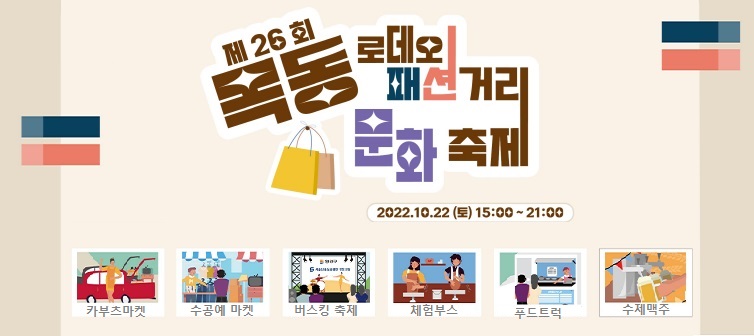 제 26 회
목동 로데오
패션 거리
문화 축제
2022.10.22 (토) 15:00 ~ 21:00
카부츠마켓
수공예 마켓
버스킹 축제
체험부스
푸드트럭
수제맥주